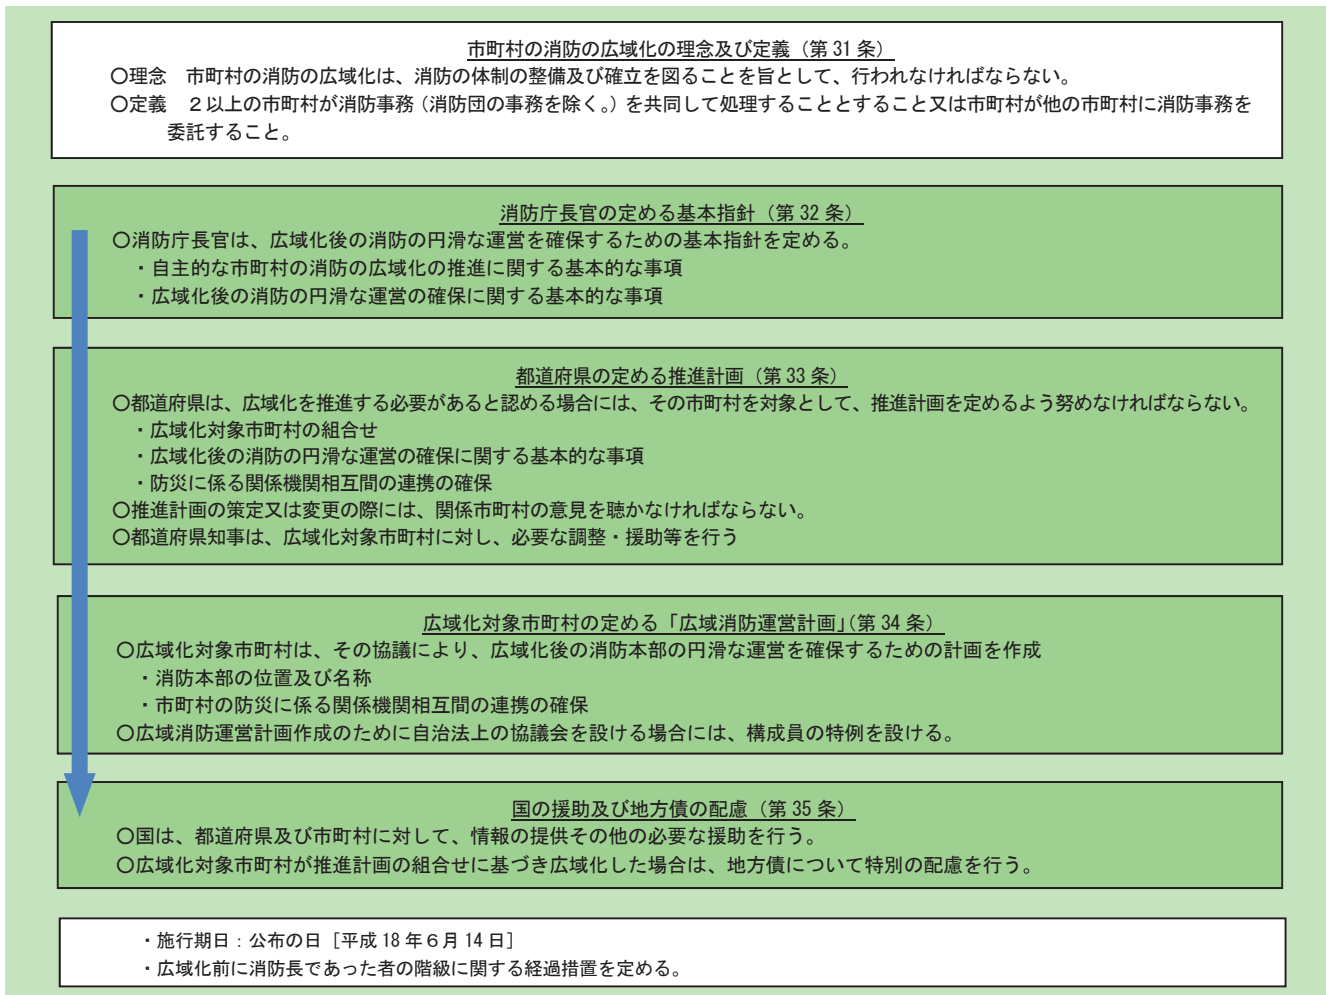 市町村の消防の広域化の理念及び定義（第31条）
○理念　市町村の消防の広域化は、消防の体制の整備及び確立を図ることを旨として、行われなければならない。
○定義　２以上の市町村が消防事務（消防団の事務を除く。）を共同して処理することとすること又は市町村が他の市町村に消防事務を
委託すること。
消防庁長官の定める基本指針（第32条）
○消防庁長官は、広域化後の消防の円滑な運営を確保するための基本指針を定める。
・自主的な市町村の消防の広域化の推進に関する基本的な事項
・広域化後の消防の円滑な運営の確保に関する基本的な事項
都道府県の定める推進計画（第33条）
○都道府県は、広域化を推進する必要があると認める場合には、その市町村を対象として、推進計画を定めるよう努めなければならない。
・広域化対象市町村の組合せ
・広域化後の消防の円滑な運営の確保に関する基本的な事項
・防災に係る関係機関相互間の連携の確保
○推進計画の策定又は変更の際には、関係市町村の意見を聴かなければならない。
○都道府県知事は、広域化対象市町村に対し、必要な調整・援助等を行う
広域化対象市町村の定める「広域消防運営計画」（第34条）
○広域化対象市町村は、その協議により、広域化後の消防本部の円滑な運営を確保するための計画を作成
・消防本部の位置及び名称
・市町村の防災に係る関係機関相互間の連携の確保
○広域消防運営計画作成のために自治法上の協議会を設ける場合には、構成員の特例を設ける。
国の援助及び地方債の配慮（第35条）
○国は、都道府県及び市町村に対して、情報の提供その他の必要な援助を行う。
○広域化対象市町村が推進計画の組合せに基づき広域化した場合は、地方債について特別の配慮を行う。
・施行期日：公布の日［平成18年６月14日］
・広域化前に消防長であった者の階級に関する経過措置を定める。